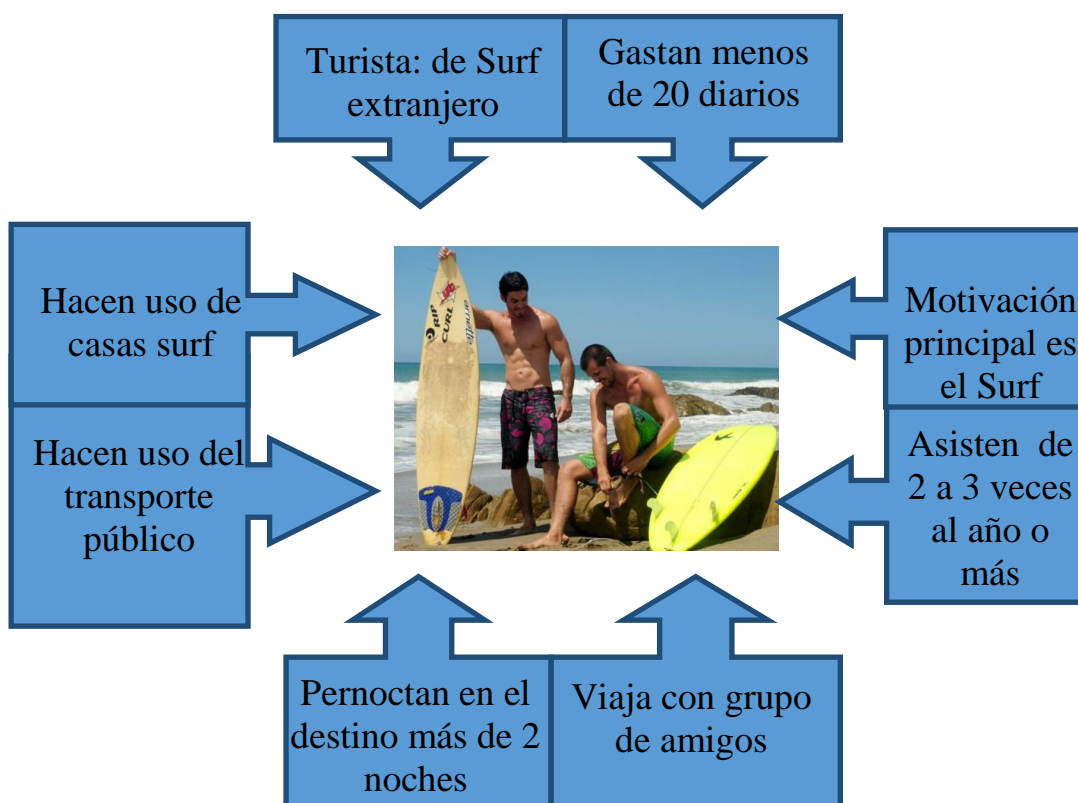 Turista: de Surf
extranjero
Gastan menos
de 20 diarios
Hacen uso de
casas surf
Motivación
principal es
el Surf
Hacen uso del
transporte
público
Asisten de
2 a 3 veces
al año o
más
Pernoctan en el
destino más de 2
noches
Viaja con grupo
de amigos
RIP
CURL